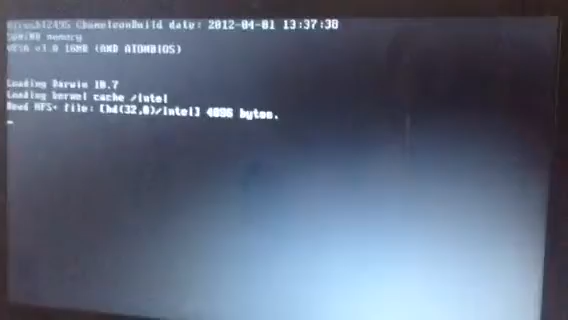 ChameleonBuild date: 2012-04-01 13:37:30
memory
VESA v3.0 16MB (AMD ATOMBIOS)
Loading Darwin 10.7
Loading kernel cache /intel
Read HFS+ file: [hd(32,0)/intel] 4096 bytes.